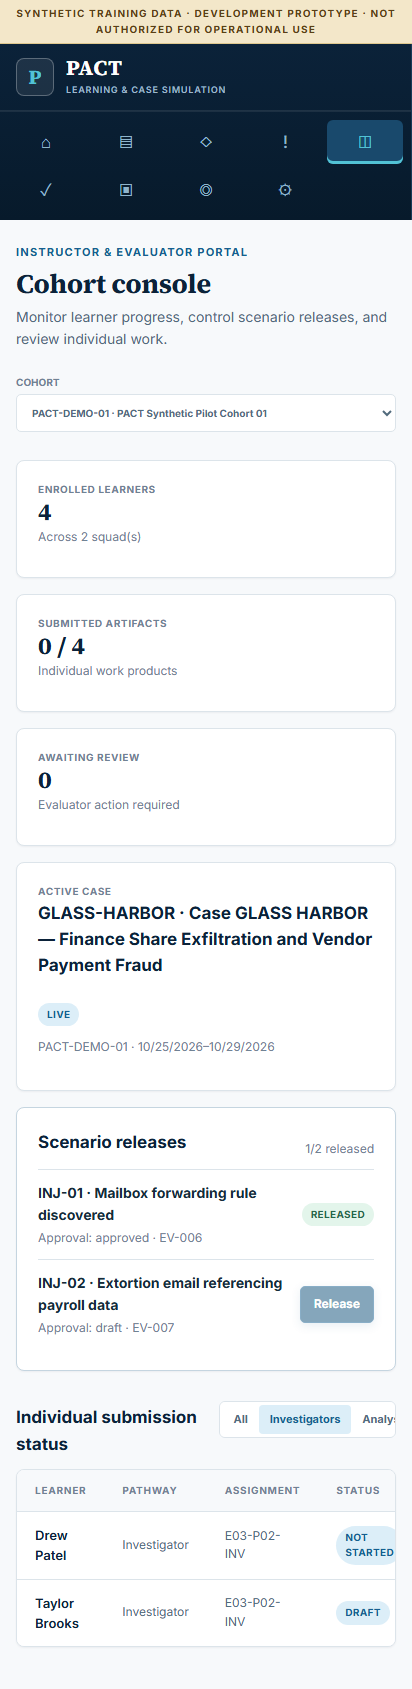 SYNTHETIC TRAINING DATA · DEVELOPMENT PROTOTYPE · NOT
AUTHORIZED FOR OPERATIONAL USE
P
PACT
LEARNING & CASE SIMULATION
INSTRUCTOR & EVALUATOR PORTAL
Cohort console
Monitor learner progress, control scenario releases, and
review individual work.
COHORT
PACT-DEMO-01 · PACT Synthetic Pilot Cohort 01
ENROLLED LEARNERS
4
Across 2 squad(s)
SUBMITTED ARTIFACTS
0 / 4
Individual work products
AWAITING REVIEW
0
Evaluator action required
ACTIVE CASE
GLASS-HARBOR · Case GLASS HARBOR
— Finance Share Exfiltration and Vendor
Payment Fraud
LIVE
PACT-DEMO-01 · 10/25/2026–10/29/2026
Scenario releases
1/2 released
INJ-01 · Mailbox forwarding rule
discovered
RELEASED
Approval: approved · EV-006
INJ-02 · Extortion email referencing
payroll data
Release
Approval: draft · EV-007
Individual submission
status
All Investigators Analys
LEARNER PATHWAY ASSIGNMENT STATUS
Drew
Patel
Investigator
E03-P02-
INV
NOT
STARTED
Taylor
Brooks
Investigator
E03-P02-
INV
DRAFT